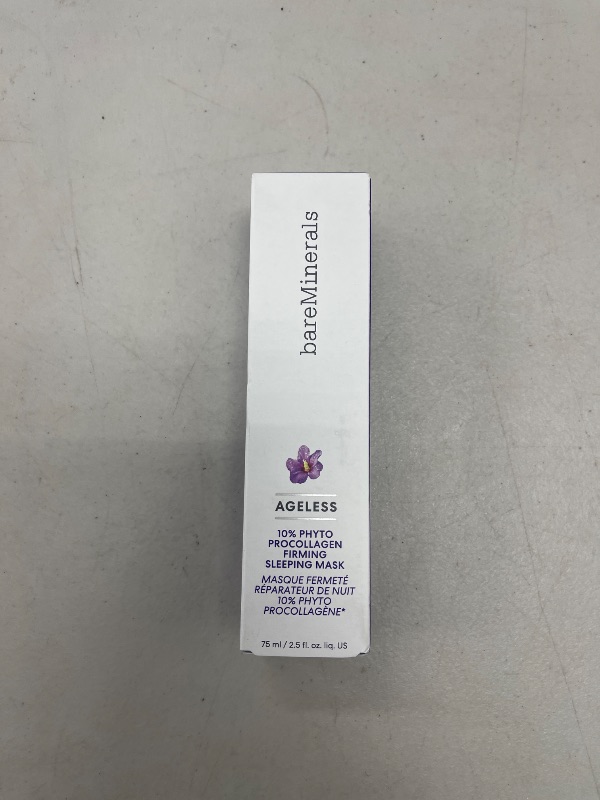 bareMinerals
AGELESS
10% PHYTO
PROCOLLAGEN
FIRMING
SLEEPING MASK
MASQUE FERMETÉ
RÉPARATEUR DE NUIT
10% PHYTO
PROCOLLAGÈNE*
75 ml / 2.5 fl. oz. liq. US